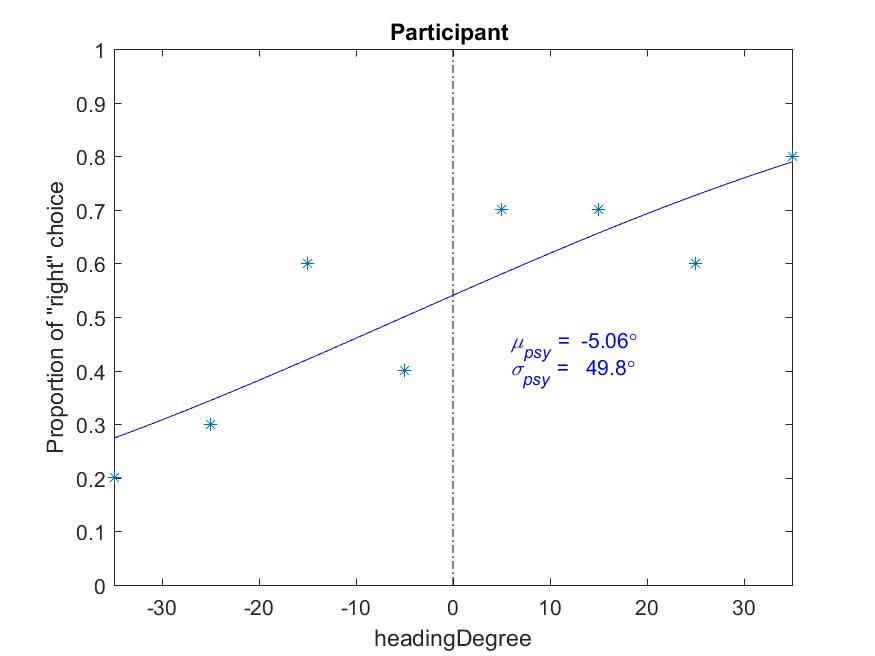 Participant
1
0.9
0.8
0.7
0.6
0.5
0.4
0.3
0.2
0.1
0
Proportion of "right" choice
μpsy = -5.06°
σpsy = 49.8°
-30 -20 -10 0 10 20 30
headingDegree